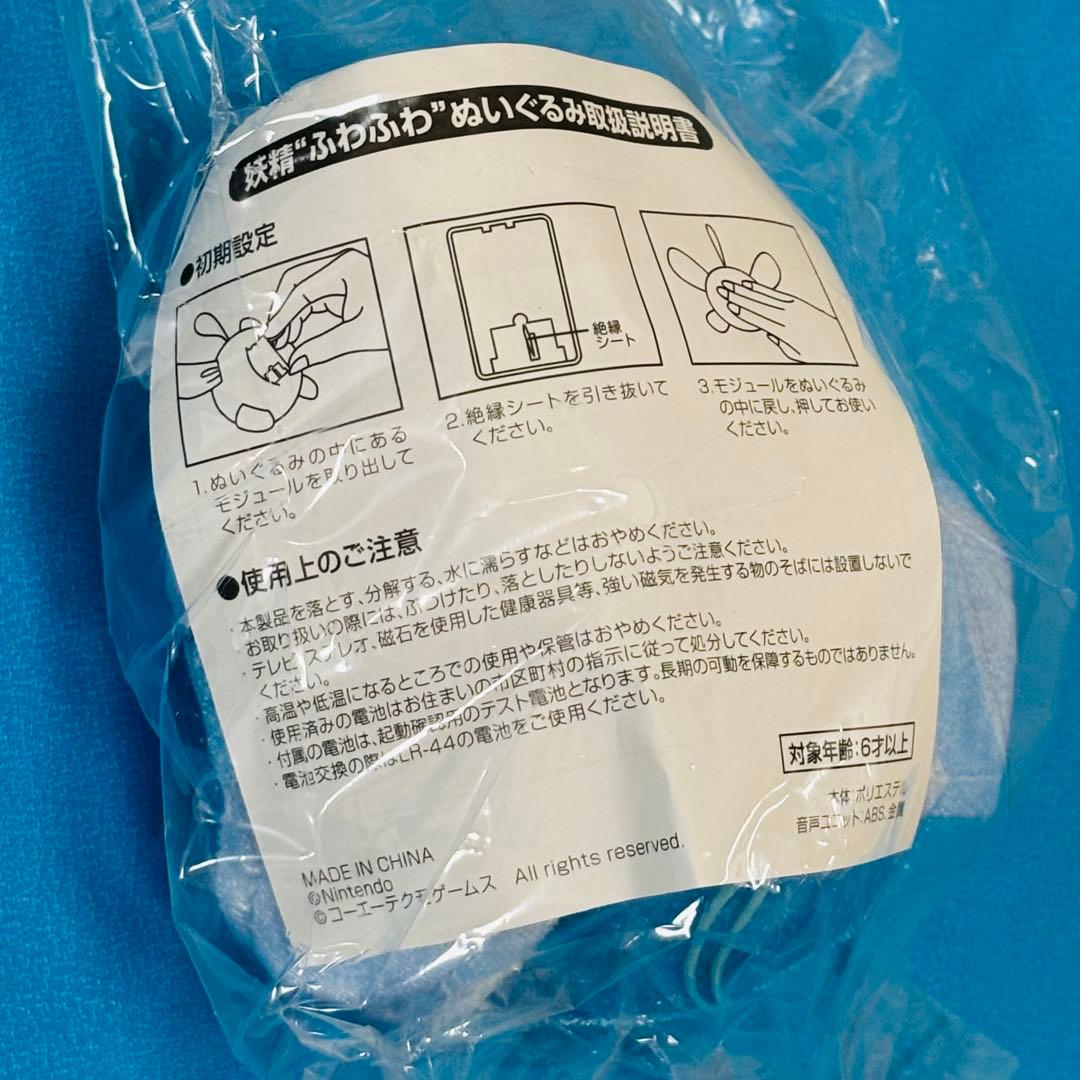 妖精“ふわふわ”ぬいぐるみ取扱説明書
●初期設定
絶縁
シート
1.ぬいぐるみの中にある
モジュールを取り出して
ください。
2.絶縁シートを引き抜いて
ください。
3.モジュールをぬいぐるみ
の中に戻し、押してお使い
ください。
●使用上のご注意
・本製品を落とす、分解する、水に濡らすなどはおやめください。
・お取り扱いの際には、ぶつけたり、落としたりしないようご注意ください。
・テレビ、ステレオ、磁石を使用した健康器具等、強い磁気を発生する物のそばには設置しないで
ください。
・高温や低温になるところでの使用や保管はおやめください。
・使用済みの電池はお住まいの市区町村の指示に従って処分してください。
・付属の電池は、起動確認用のテスト電池となります。長期の可動を保障するものではありません。
・電池交換の際はLR-44の電池をご使用ください。
対象年齢:6才以上
本体:ポリエステル
音声ユニット:ABS.金属
MADE IN CHINA
©Nintendo
©コーエーテクモゲームス All rights reserved.